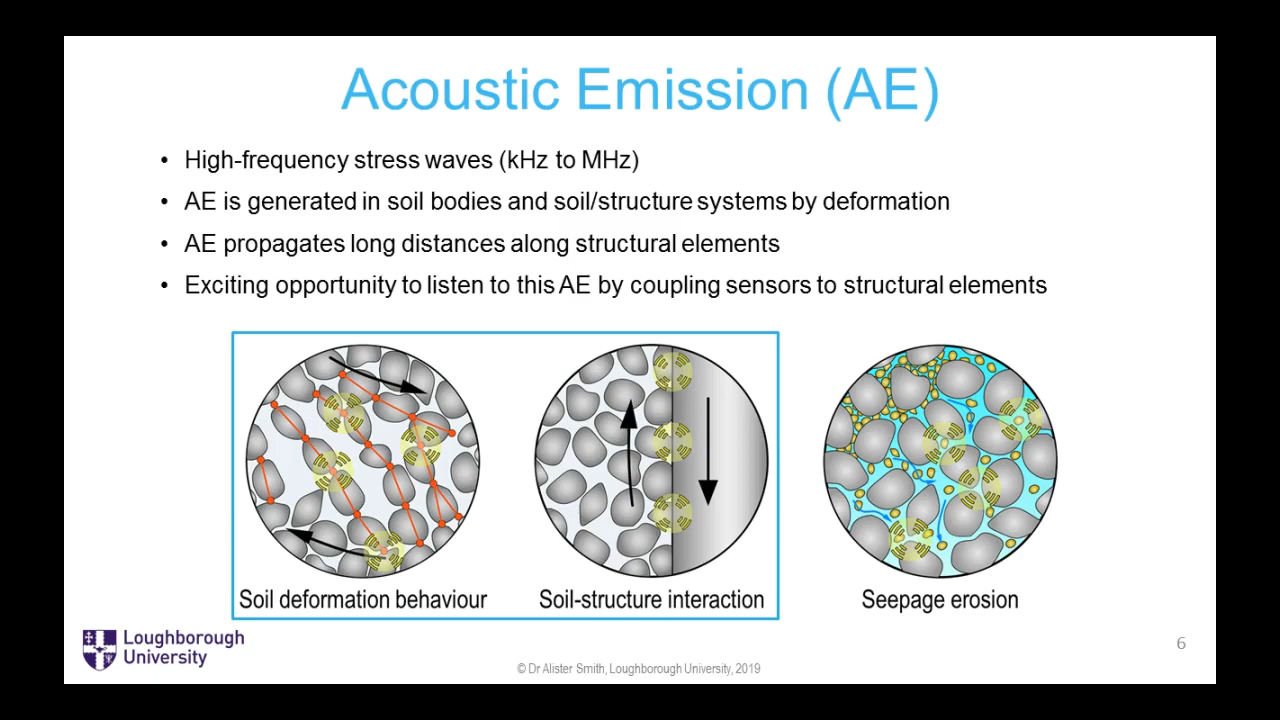 Acoustic Emission (AE)
• High-frequency stress waves (kHz to MHz)
• AE is generated in soil bodies and soil/structure systems by deformation
• AE propagates long distances along structural elements
• Exciting opportunity to listen to this AE by coupling sensors to structural elements
Soil deformation behaviour
Soil-structure interaction
Seepage erosion
Loughborough
University
© Dr Alister Smith, Loughborough University, 2019
6